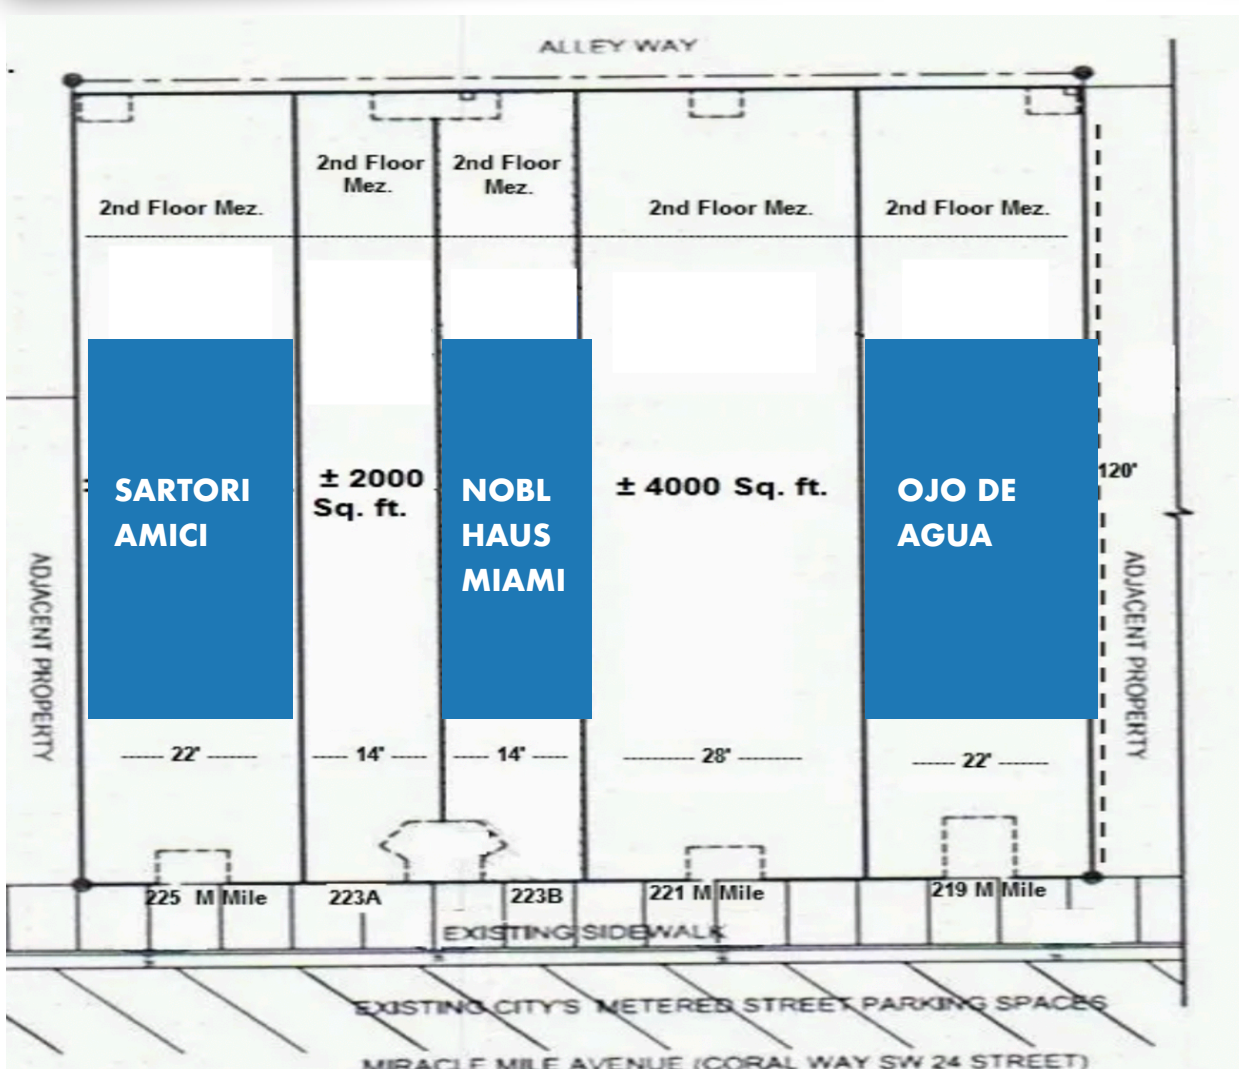 ALLEY WAY
2nd Floor
Mez.
2nd Floor
Mez.
2nd Floor Mez.
2nd Floor Mez.
2nd Floor Mez.
SARTORI
AMICI
± 2000
Sq. ft.
NOBL
HAUS
MIAMI
± 4000 Sq. ft.
OJO DE
AGUA
120'
ADJACENT PROPERTY
ADJACENT PROPERTY
22'
14'
14'
28'
22'
225 M Mile
223A
223B
221 M Mile
219 M Mile
EXISTING SIDEWALK
EXISTING CITY'S METERED STREET PARKING SPACES
MIRACLE MILE AVENUE (CORAL WAY SW 24 STREET)